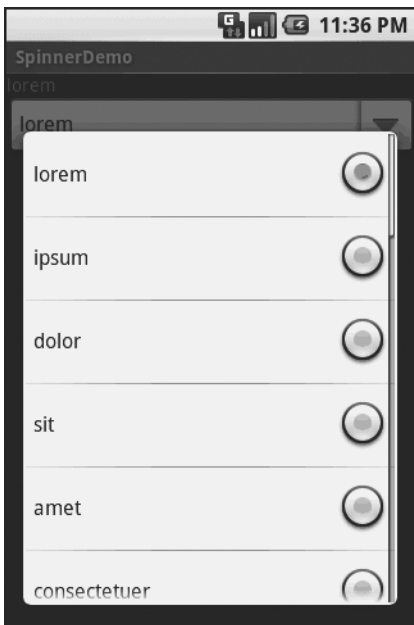 G
11:36 PM
SpinnerDemo
lorem
lorem
lorem
ipsum
dolor
sit
amet
consectetuer